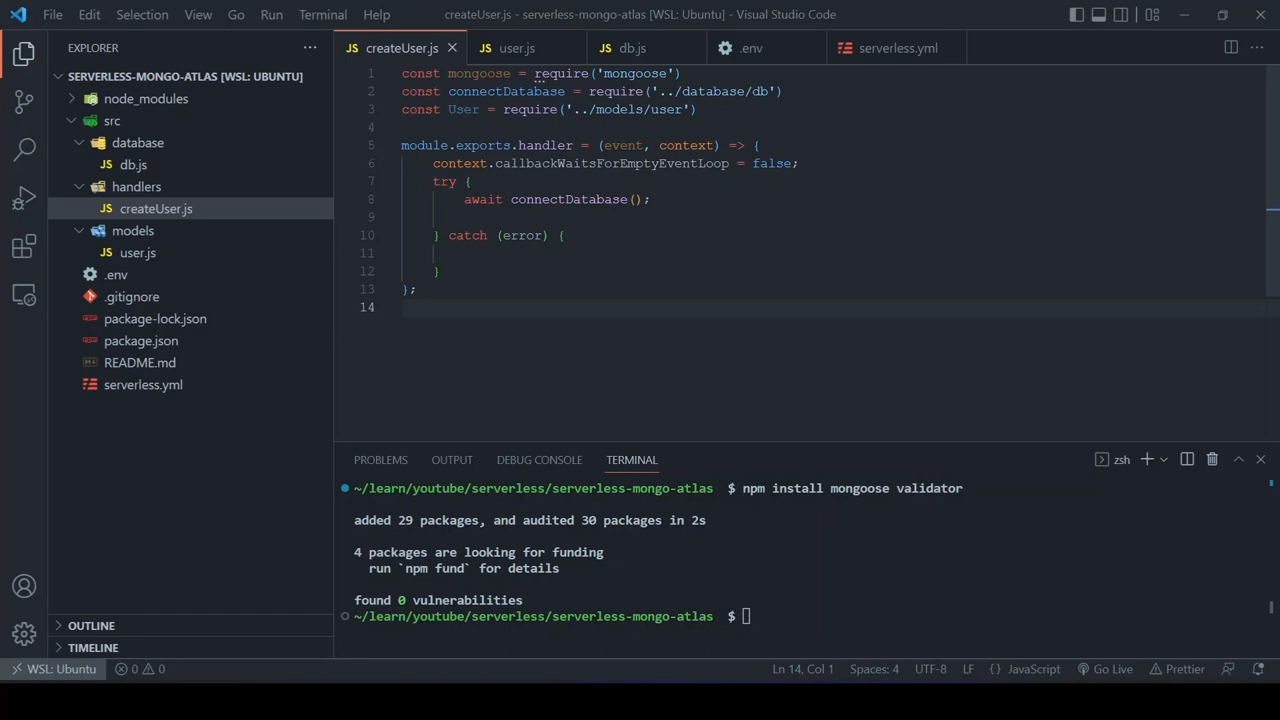 File Edit Selection View Go Run Terminal Help createUser.js - serverless-mongo-atlas [WSL: Ubuntu] - Visual Studio Code
EXPLORER
SERVERLESS-MONGO-ATLAS [WSL: UBUNTU]
node_modules
src
database
JS db.js
handlers
JS createUser.js
models
JS user.js
.env
.gitignore
package-lock.json
package.json
README.md
serverless.yml
OUTLINE
TIMELINE
JS createUser.js JS user.js JS db.js .env serverless.yml
1 const mongoose = require('mongoose')
2 const connectDatabase = require('../database/db')
3 const User = require('../models/user')
4
5 module.exports.handler = (event, context) => {
6 context.callbackWaitsForEmptyEventLoop = false;
7 try {
8 await connectDatabase();
9
10 } catch (error) {
11
12 }
13 };
14
PROBLEMS OUTPUT DEBUG CONSOLE TERMINAL zsh
~/learn/youtube/serverless/serverless-mongo-atlas $ npm install mongoose validator
added 29 packages, and audited 30 packages in 2s
4 packages are looking for funding
run `npm fund` for details
found 0 vulnerabilities
~/learn/youtube/serverless/serverless-mongo-atlas $
WSL: Ubuntu 0 0 Ln 14, Col 1 Spaces: 4 UTF-8 LF {} JavaScript Go Live Prettier